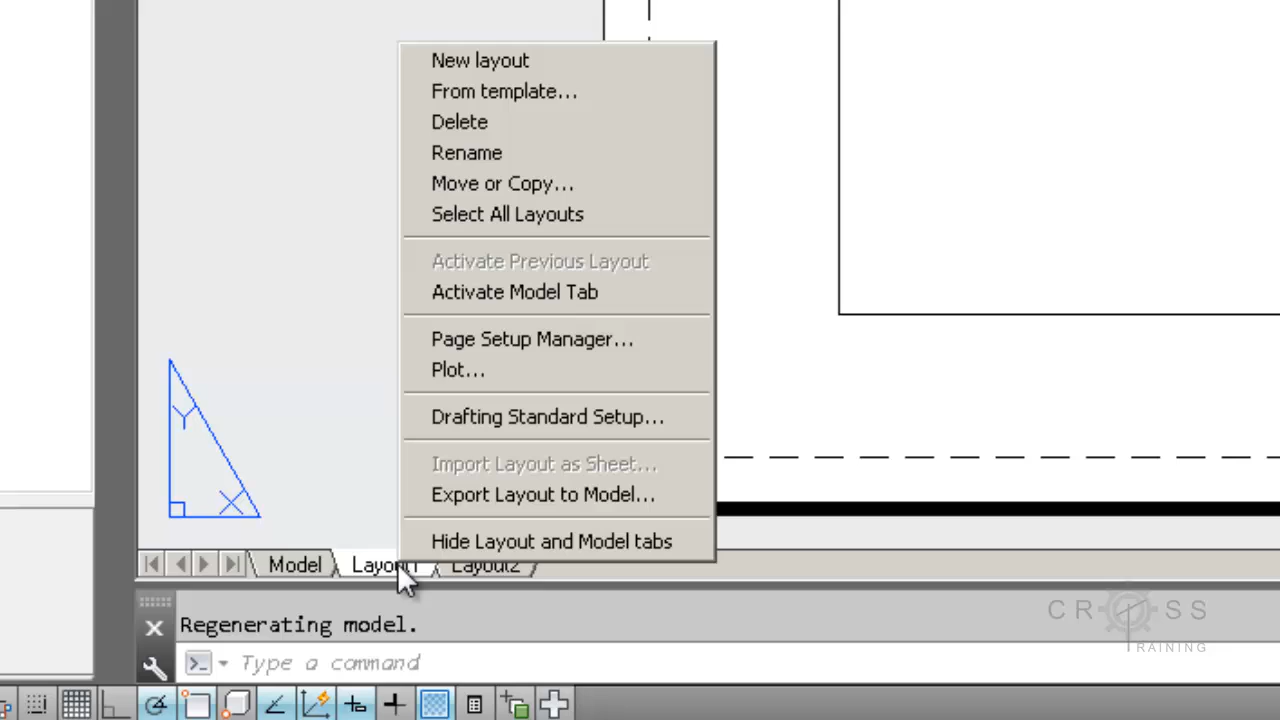 New layout
From template...
Delete
Rename
Move or Copy...
Select All Layouts
Activate Previous Layout
Activate Model Tab
Page Setup Manager...
Plot...
Drafting Standard Setup...
Import Layout as Sheet...
Export Layout to Model...
Hide Layout and Model tabs
Y
X
Model Layout1 Layout2
Regenerating model.
Type a command
CROSS
TRAINING